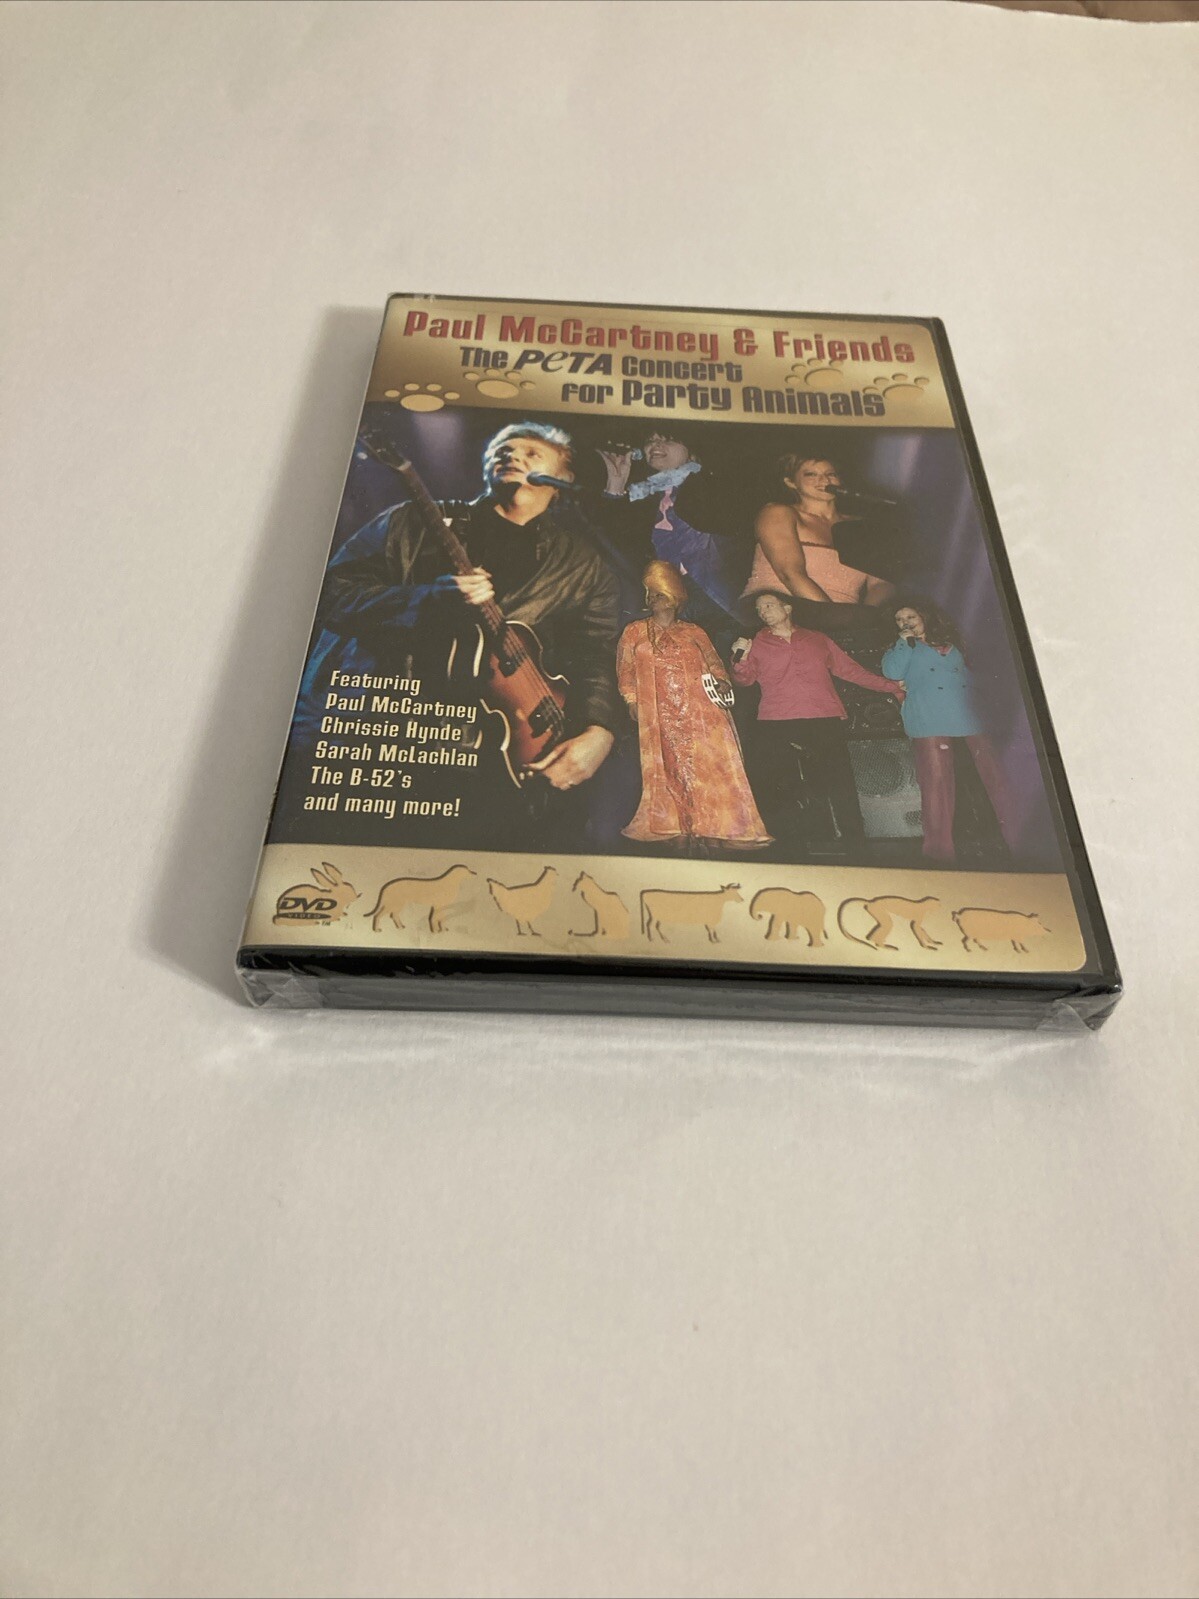 Paul McCartney & Friends
The PeTA Concert
for Party Animals
Featuring
Paul McCartney
Chrissie Hynde
Sarah McLachlan
The B-52's
and many more!
DVD
VIDEO